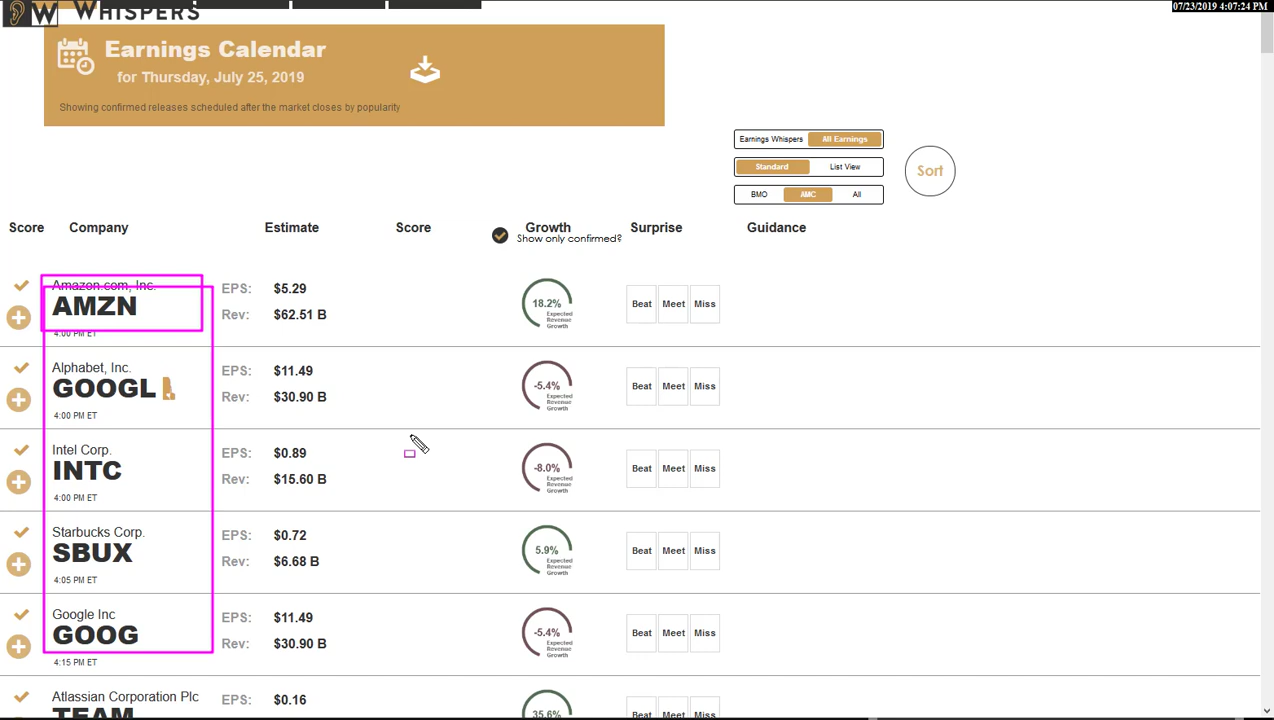 07/23/2019 4:07:24 PM
W WHISPERS
Earnings Calendar
for Thursday, July 25, 2019
Showing confirmed releases scheduled after the market closes by popularity
Earnings Whispers All Earnings
Standard List View
BMO AMC All
Sort
Score Company Estimate Score Growth Surprise Guidance
Show only confirmed?
Amazon.com, Inc.
AMZN
4:00 PM ET
EPS: $5.29
Rev: $62.51 B
18.2%
Expected
Revenue
Growth
Beat Meet Miss
Alphabet, Inc.
GOOGL
4:00 PM ET
EPS: $11.49
Rev: $30.90 B
-5.4%
Expected
Revenue
Growth
Beat Meet Miss
Intel Corp.
INTC
4:00 PM ET
EPS: $0.89
Rev: $15.60 B
-8.0%
Expected
Revenue
Growth
Beat Meet Miss
Starbucks Corp.
SBUX
4:05 PM ET
EPS: $0.72
Rev: $6.68 B
5.9%
Expected
Revenue
Growth
Beat Meet Miss
Google Inc
GOOG
4:15 PM ET
EPS: $11.49
Rev: $30.90 B
-5.4%
Expected
Revenue
Growth
Beat Meet Miss
Atlassian Corporation Plc
TEAM
EPS: $0.16
35.6%
Beat Meet Miss